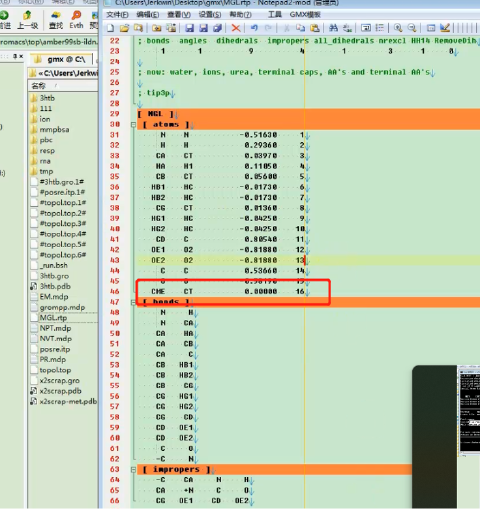 C:\Users\Jerkwin\Desktop\gmx\MGL.rtp - Notepad2-mod (管理员)
工具(T) GMX模板
romacs\top\amber99sb-ildn.
前进 上一 查看 Evth 预
gmx @ C:\
<C:\Users\Jerkw
名称
3htb
111
ion
mmpbsa
pbc
resp
rna
tmp
#3htb.gro.1#
#posre.itp.1#
#topol.top.1#
#topol.top.2#
#topol.top.3#
#topol.top.4#
#topol.top.5#
#topol.top.6#
_run.bsh
3htb.gro
3htb.pdb
EM.mdp
grompp.mdp
MGL.rtp
NPT.mdp
NVT.mdp
posre.itp
PR.mdp
topol.top
x2scrap.gro
x2scrap.pdb
x2scrap-met.pdb
22 ; bonds angles dihedrals impropers all_dihedrals nrexcl HH14 RemoveDih
23 1 1 9 4 1 3 1 0
24
25 ; now: water, ions, urea, terminal caps, AA's and terminal AA's
26
27 ; tip3p
28
29 [ MGL ]
30 [ atoms ]
31 N N -0.51630 1
32 H H 0.29360 2
33 CA CT 0.03970 3
34 HA H1 0.11050 4
35 CB CT 0.05600 5
36 HB1 HC -0.01730 6
37 HB2 HC -0.01730 7
38 CG CT 0.01360 8
39 HG1 HC -0.04250 9
40 HG2 HC -0.04250 10
41 CD C 0.80540 11
42 OE1 O2 -0.81880 12
43 OE2 O2 -0.81880 13
44 C C 0.53660 14
45 O O -0.58190 15
46 CME CT 0.00000 16
47 [ bonds ]
48 N H
49 N CA
50 CA HA
51 CA CB
52 CA C
53 CB HB1
54 CB HB2
55 CB CG
56 CG HG1
57 CG HG2
58 CG CD
59 CD OE1
60 CD OE2
61 C O
62 -C N
63 [ impropers ]
64 -C CA N H
65 CA +N C O
66 CG OE1 CD OE2